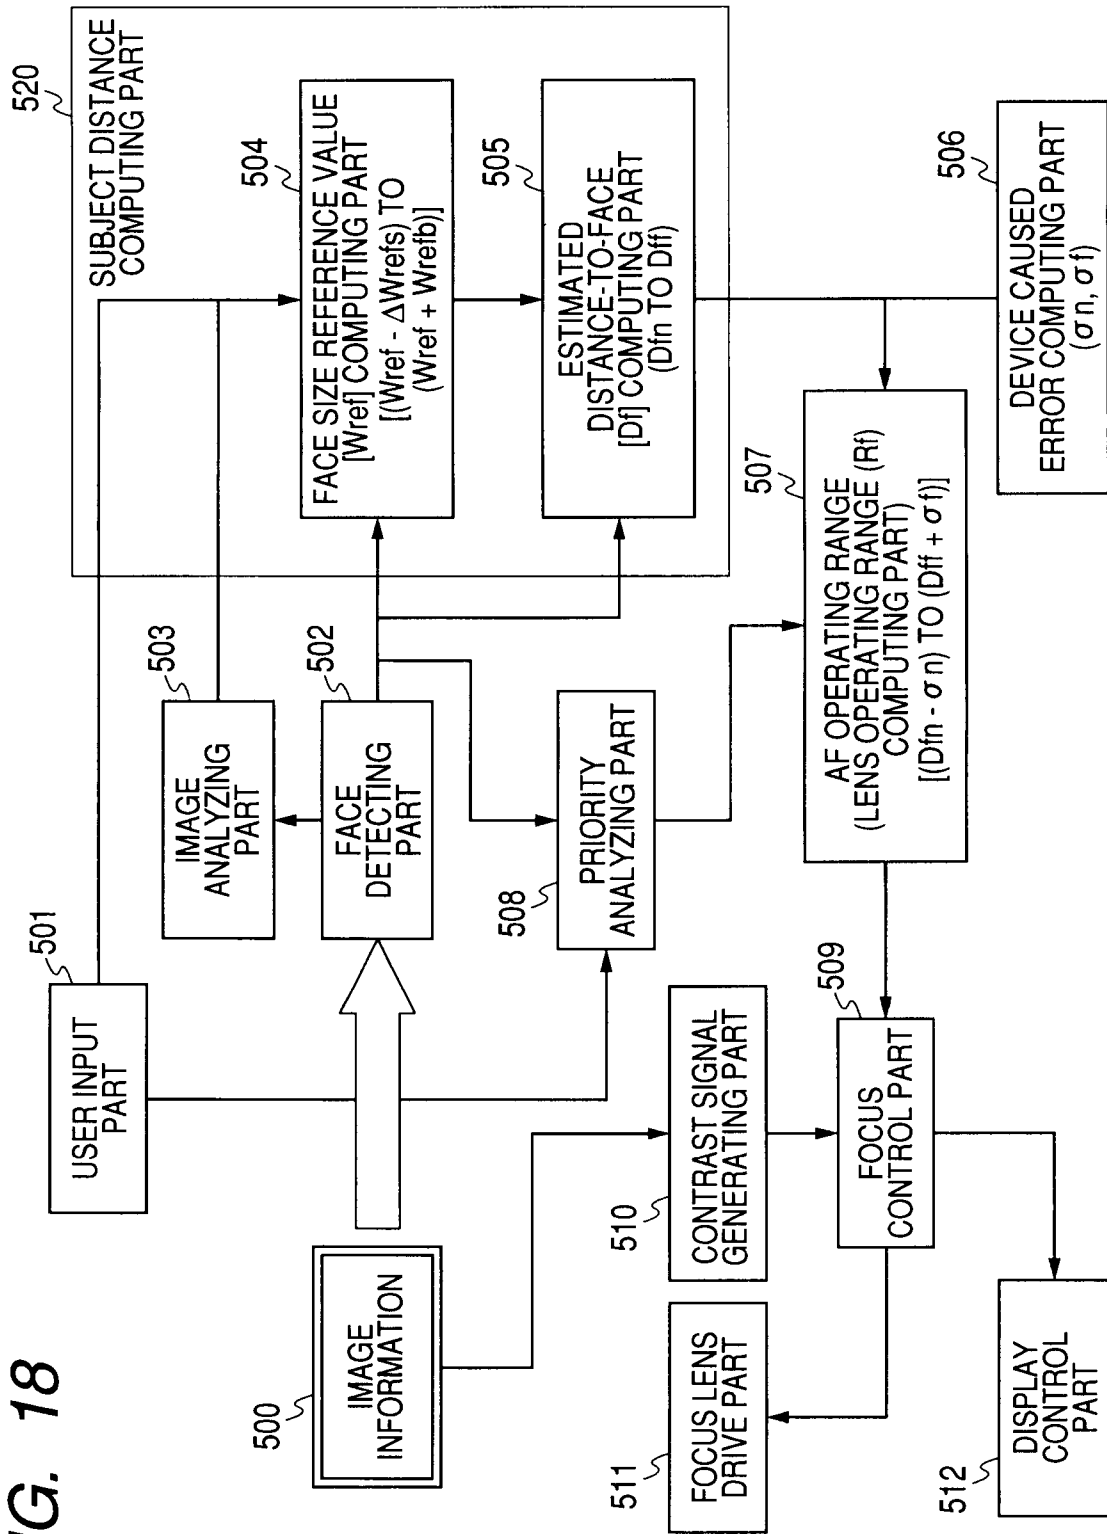 FIG. 18
500
IMAGE
INFORMATION
501
USER INPUT
PART
503
IMAGE
ANALYZING
PART
502
FACE
DETECTING
PART
520
SUBJECT DISTANCE
COMPUTING PART
504
FACE SIZE REFERENCE VALUE
[Wref] COMPUTING PART
[(Wref - ΔWrefs) TO
(Wref + Wrefb)]
505
ESTIMATED
DISTANCE-TO-FACE
[Df] COMPUTING PART
(Dfn TO Dff)
508
PRIORITY
ANALYZING PART
507
AF OPERATING RANGE
(LENS OPERATING RANGE (Rf)
COMPUTING PART)
[(Dfn - σn) TO (Dff + σf)]
506
DEVICE CAUSED
ERROR COMPUTING PART
(σn, σf)
510
CONTRAST SIGNAL
GENERATING PART
509
FOCUS
CONTROL PART
511
FOCUS LENS
DRIVE PART
512
DISPLAY
CONTROL
PART